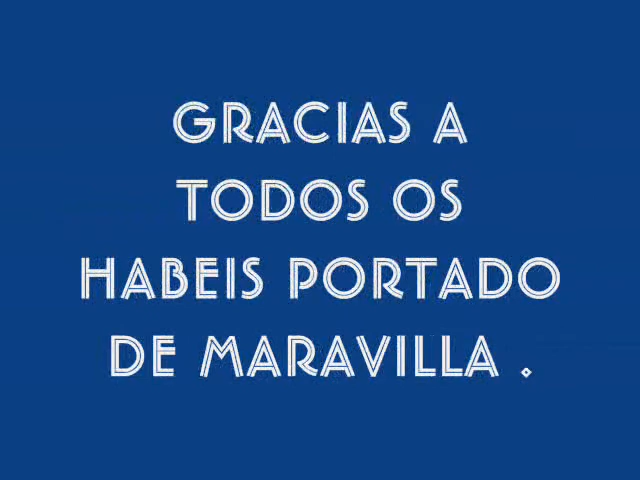 GRACIAS A
TODOS OS
HABEIS PORTADO
DE MARAVILLA .